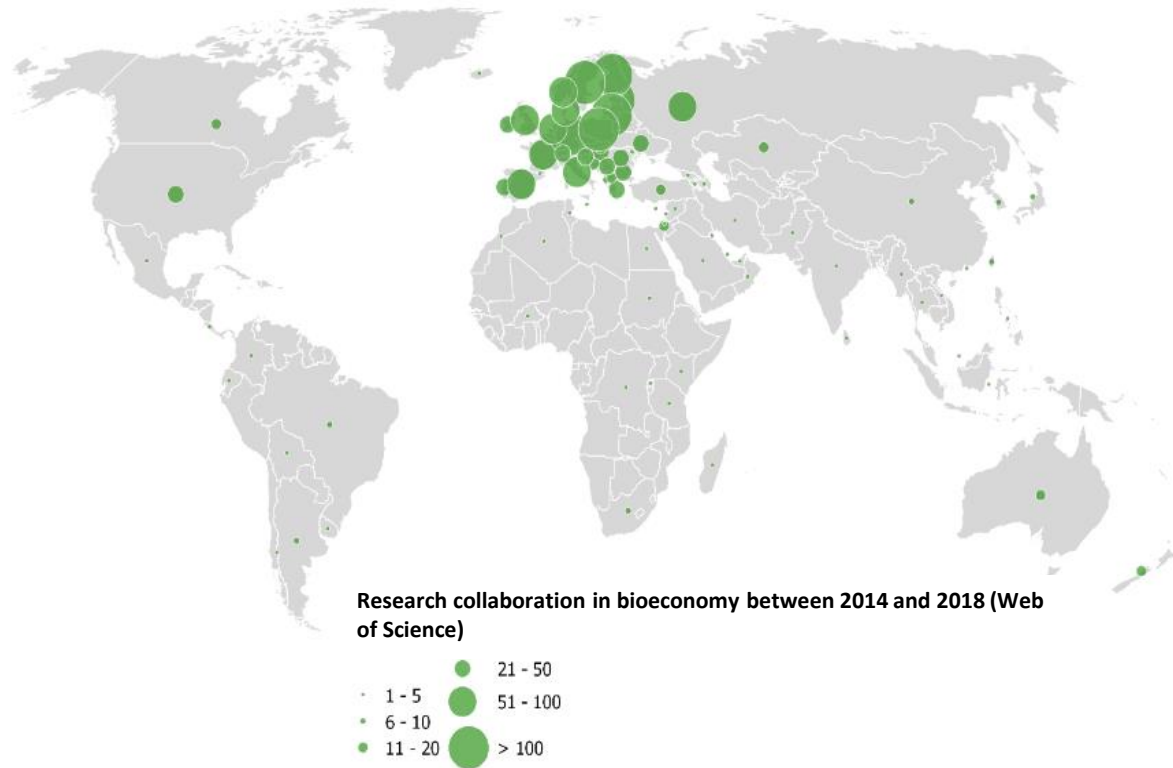 Research collaboration in bioeconomy between 2014 and 2018 (Web
of Science)
1 - 5
6 - 10
11 - 20
21 - 50
51 - 100
> 100